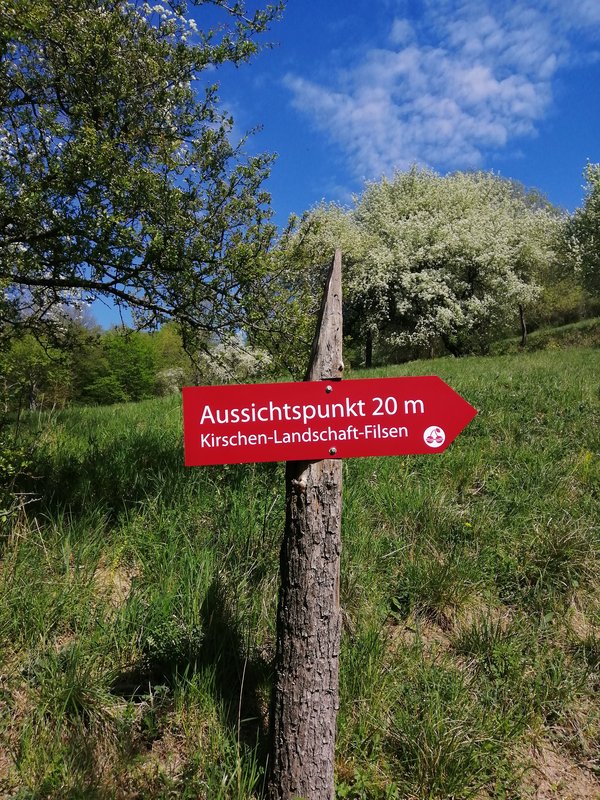 Aussichtspunkt 20 m
Kirschen-Landschaft-Filsen